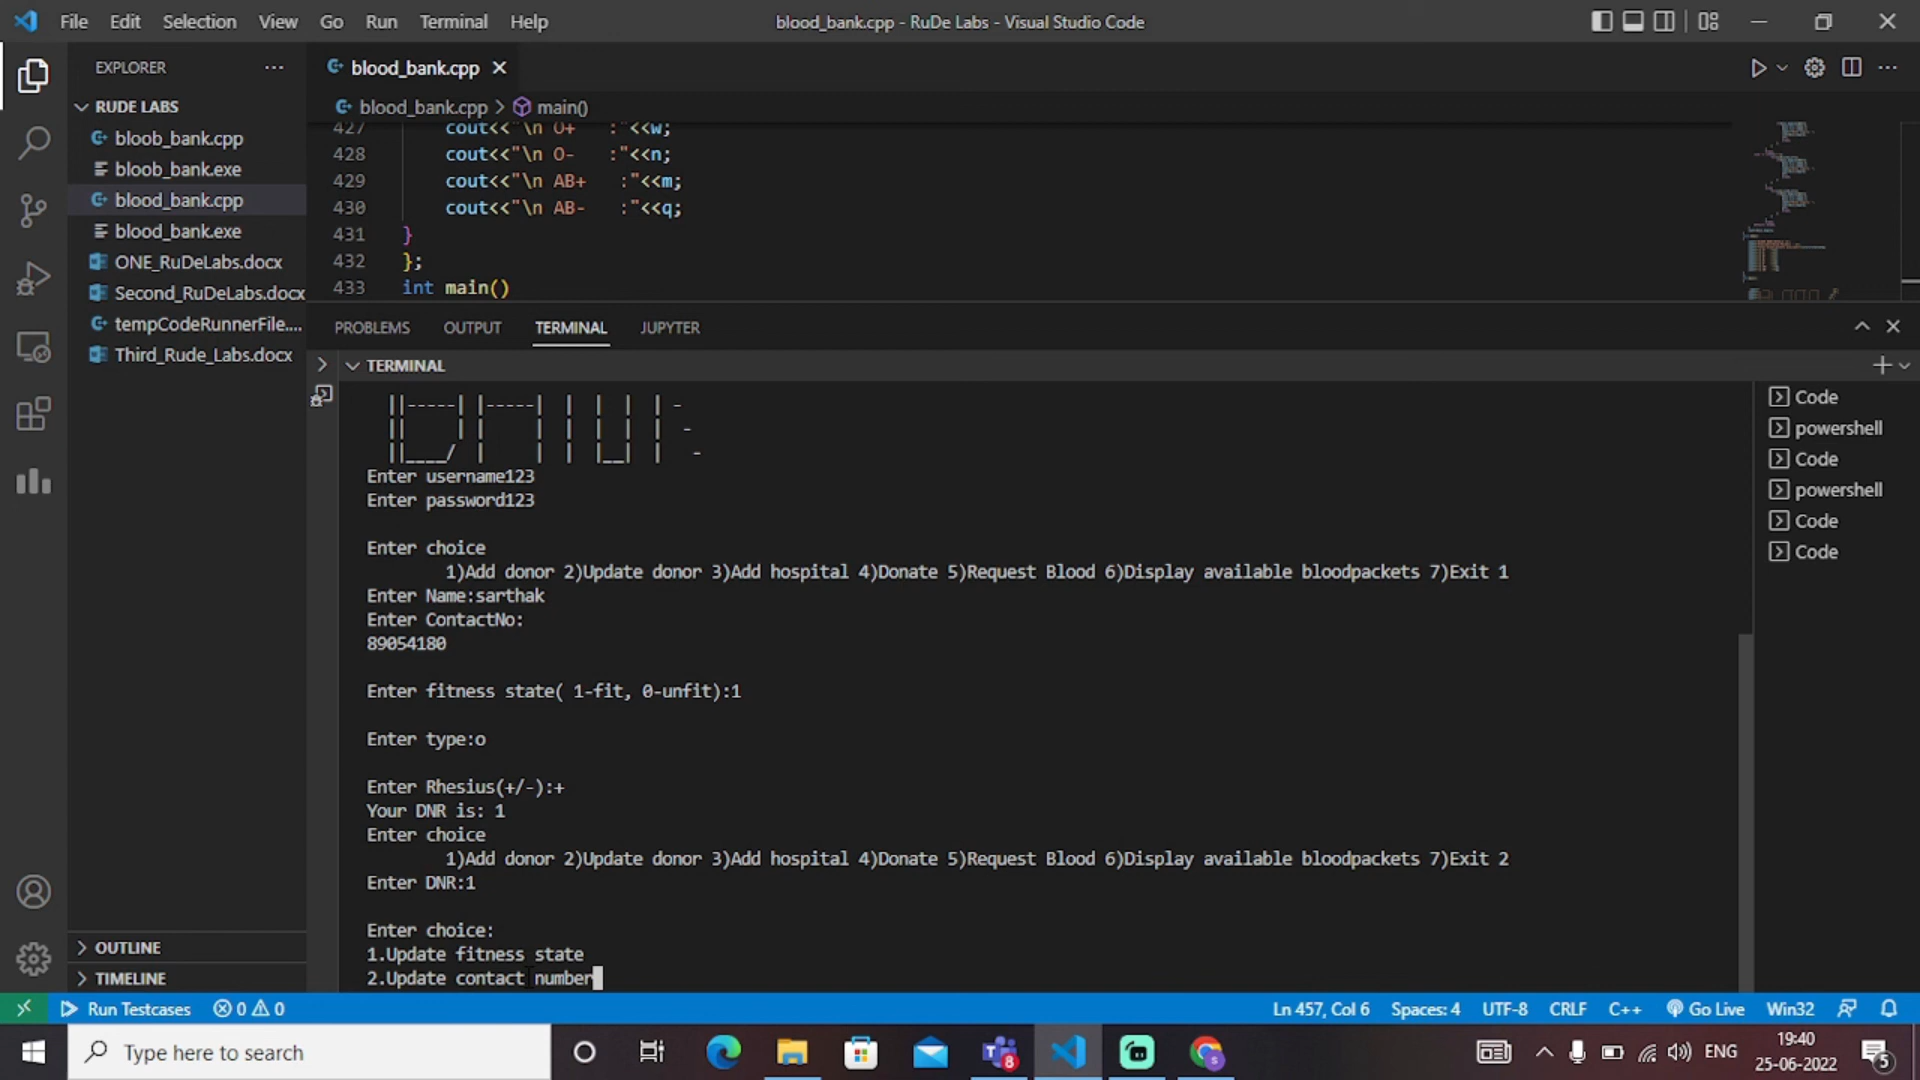 File Edit Selection View Go Run Terminal Help
blood_bank.cpp - RuDe Labs - Visual Studio Code
EXPLORER
RUDE LABS
bloob_bank.cpp
bloob_bank.exe
blood_bank.cpp
blood_bank.exe
ONE_RuDeLabs.docx
Second_RuDeLabs.docx
tempCodeRunnerFile....
Third_Rude_Labs.docx
OUTLINE
TIMELINE
blood_bank.cpp
blood_bank.cpp > main()
427 cout<<"\n O+   :"<<w;
428 cout<<"\n O-   :"<<n;
429 cout<<"\n AB+   :"<<m;
430 cout<<"\n AB-   :"<<q;
431 }
432 };
433 int main()
PROBLEMS OUTPUT TERMINAL JUPYTER
TERMINAL
Enter username123
Enter password123
Enter choice
1)Add donor 2)Update donor 3)Add hospital 4)Donate 5)Request Blood 6)Display available bloodpackets 7)Exit 1
Enter Name:sarthak
Enter ContactNo:
89054180
Enter fitness state( 1-fit, 0-unfit):1
Enter type:o
Enter Rhesius(+/-):+
Your DNR is: 1
Enter choice
1)Add donor 2)Update donor 3)Add hospital 4)Donate 5)Request Blood 6)Display available bloodpackets 7)Exit 2
Enter DNR:1
Enter choice:
1.Update fitness state
2.Update contact number
Code
powershell
Code
powershell
Code
Code
Run Testcases 0 0 Ln 457, Col 6 Spaces: 4 UTF-8 CRLF C++ Go Live Win32
Type here to search
8
ENG
19:40
25-06-2022
5